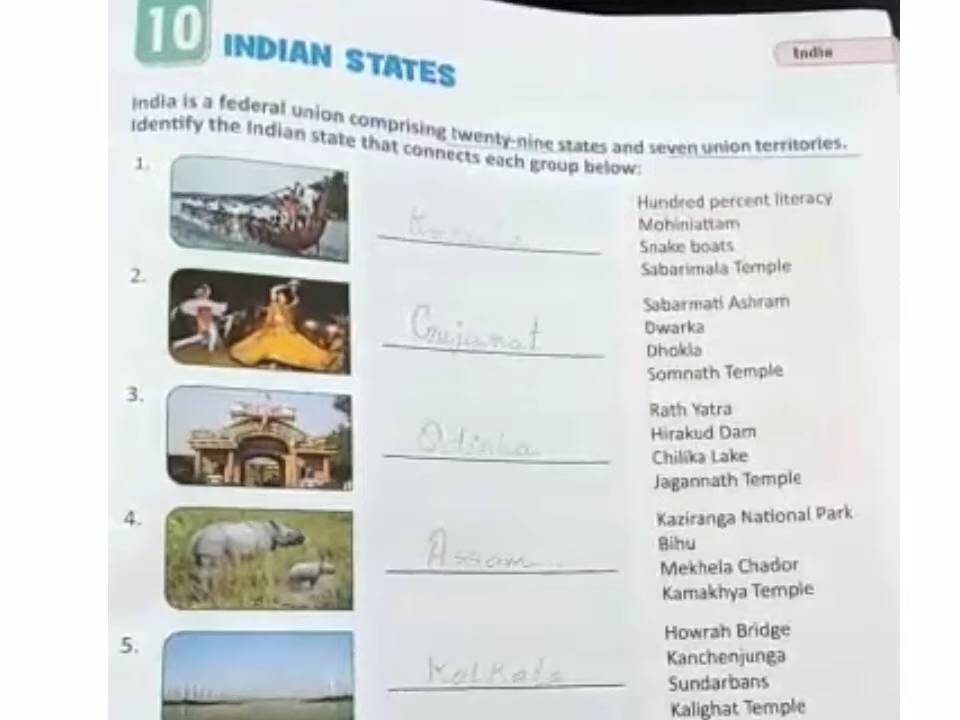 10 INDIAN STATES
India
India is a federal union comprising twenty-nine states and seven union territories.
Identify the Indian state that connects each group below:
1.
Hundred percent literacy
Mohiniattam
Snake boats
Sabarimala Temple
2.
Gujarat
Sabarmati Ashram
Dwarka
Dhokla
Somnath Temple
3.
Rath Yatra
Hirakud Dam
Chilika Lake
Jagannath Temple
4.
Assam
Kaziranga National Park
Bihu
Mekhela Chador
Kamakhya Temple
5.
Kolkata
Howrah Bridge
Kanchenjunga
Sundarbans
Kalighat Temple